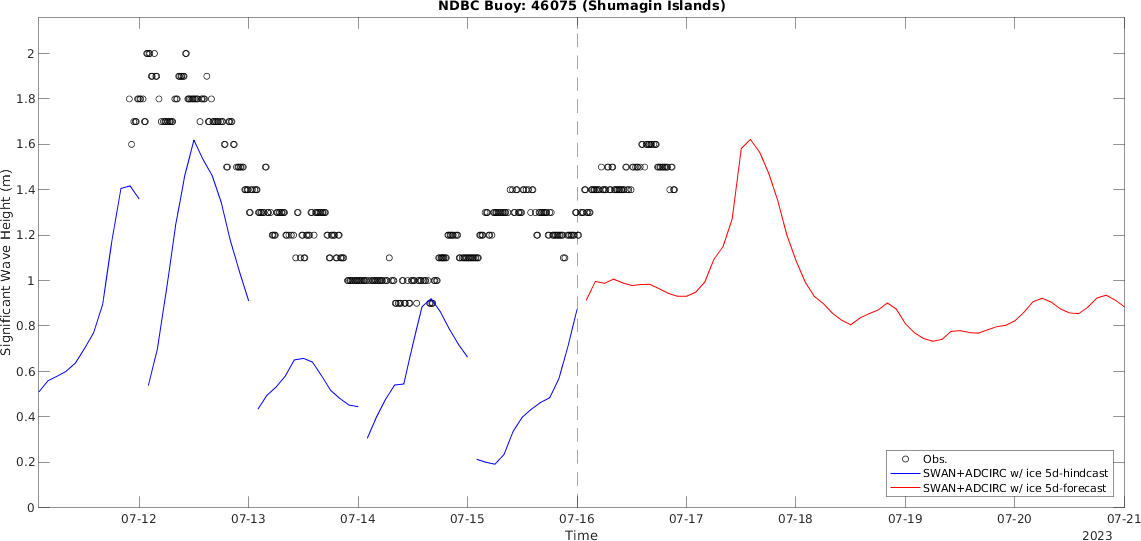 NDBC Buoy: 46075 (Shumagin Islands)
Significant Wave Height (m)
2
1.8
1.6
1.4
1.2
1
0.8
0.6
0.4
0.2
0
Obs.
SWAN+ADCIRC w/ ice 5d-hindcast
SWAN+ADCIRC w/ ice 5d-forecast
07-12 07-13 07-14 07-15 07-16 07-17 07-18 07-19 07-20 07-21
Time
2023